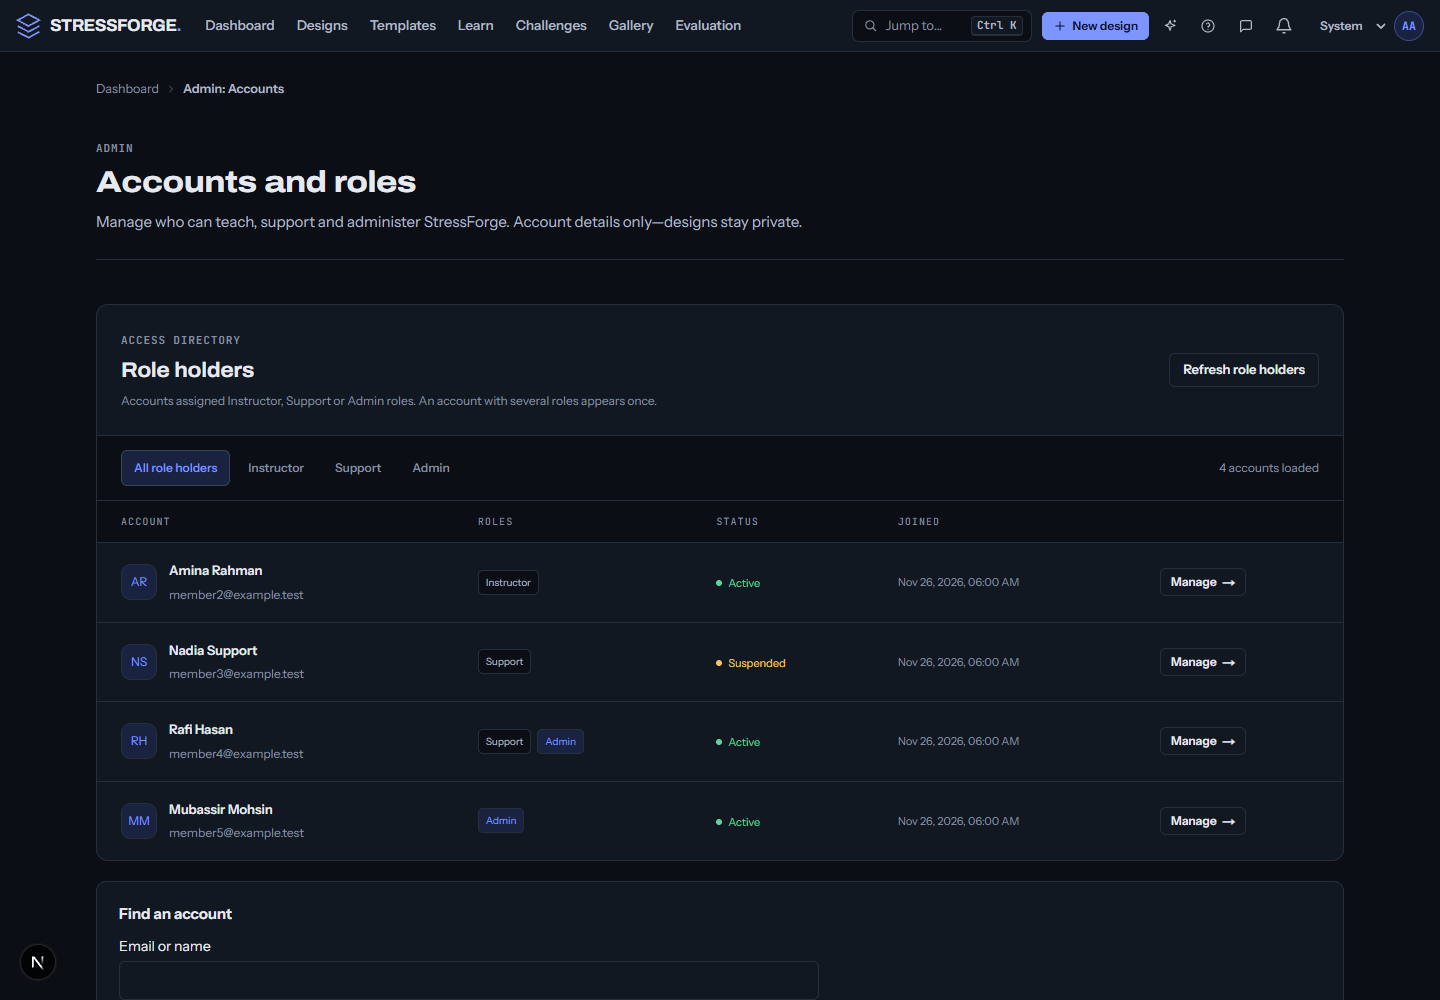 STRESSFORGE. Dashboard Designs Templates Learn Challenges Gallery Evaluation Jump to... Ctrl K + New design System AA
Dashboard > Admin: Accounts
ADMIN
Accounts and roles
Manage who can teach, support and administer StressForge. Account details only—designs stay private.
ACCESS DIRECTORY
Role holders
Refresh role holders
Accounts assigned Instructor, Support or Admin roles. An account with several roles appears once.
All role holders Instructor Support Admin 4 accounts loaded
ACCOUNT ROLES STATUS JOINED
AR Amina Rahman
member2@example.test
Instructor Active Nov 26, 2026, 06:00 AM Manage →
NS Nadia Support
member3@example.test
Support Suspended Nov 26, 2026, 06:00 AM Manage →
RH Rafi Hasan
member4@example.test
Support Admin Active Nov 26, 2026, 06:00 AM Manage →
MM Mubassir Mohsin
member5@example.test
Admin Active Nov 26, 2026, 06:00 AM Manage →
Find an account
Email or name
N